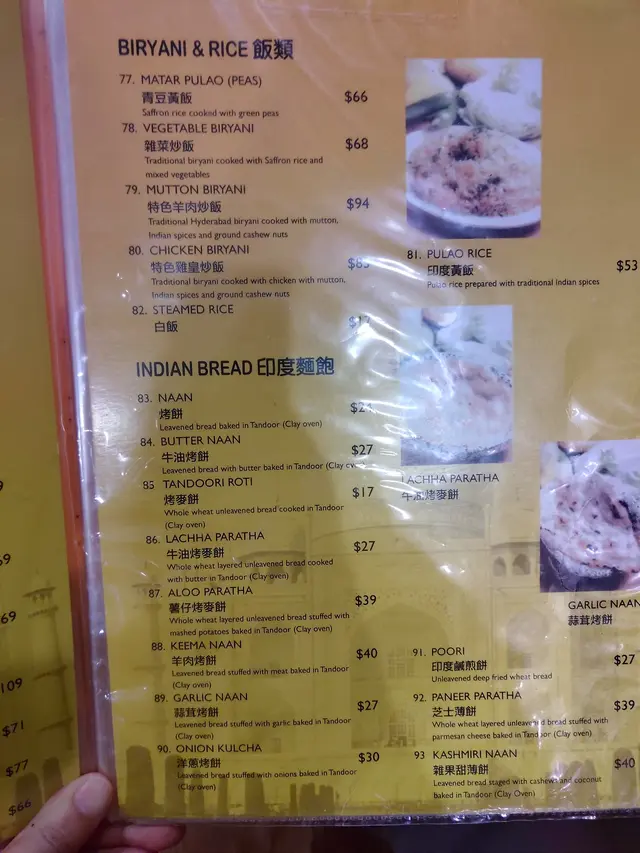 BIRYANI & RICE 飯類
77. MATAR PULAO (PEAS)
青豆黃飯 $66
Saffron rice cooked with green peas
78. VEGETABLE BIRYANI
雜菜炒飯 $68
Traditional biryani cooked with Saffron rice and
mixed vegetables
79. MUTTON BIRYANI
特色羊肉炒飯 $94
Traditional Hyderabad biryani cooked with mutton,
Indian spices and ground cashew nuts
80. CHICKEN BIRYANI
特色雞皇炒飯
Traditional biryani cooked with chicken with mutton,
Indian spices and ground cashew nuts
82. STEAMED RICE
白飯
81. PULAO RICE
印度黃飯 $53
Pulao rice prepared with traditional Indian spices
INDIAN BREAD 印度麵飽
83. NAAN
烤餅
Leavened bread baked in Tandoor (Clay oven)
84. BUTTER NAAN
牛油烤餅 $27
Leavened bread with butter baked in Tandoor (Clay
85 TANDOORI ROTI
烤麥餅 $17
Whole wheat unleavened bread cooked in Tandoor
(Clay oven)
86. LACHHA PARATHA
牛油烤麥餅 $27
Whole wheat layered unleavened bread cooked
with butter in Tandoor (Clay oven)
87. ALOO PARATHA
薯仔烤麥餅 $39
Whole wheat layered unleavened bread stuffed with
mashed potatoes baked in Tandoor (Clay oven)
88. KEEMA NAAN
羊肉烤餅 $40
Leavened bread stuffed with meat baked in Tandoor
(Clay oven)
89. GARLIC NAAN
蒜茸烤餅 $27
Leavened bread stuffed with garlic baked in Tandoor
(Clay oven)
90. ONION KULCHA
洋蔥烤餅 $30
Leavened bread stuffed with onions baked in Tandoor
(Clay oven)
LACHHA PARATHA
牛油烤麥餅
GARLIC NAAN
蒜茸烤餅
91. POORI
印度鹹煎餅 $27
Unleavened deep fried wheat bread
92. PANEER PARATHA
芝士薄餅 $39
Whole wheat layered unleavened bread stuffed with
parmesan cheese baked in Tandoor (Clay Oven)
93 KASHMRI NAAN
雜果甜薄餅 $40
Leavened bread staged with cashews and coconut
baked in Tandoor (Clay Oven)
$71
$77
$66